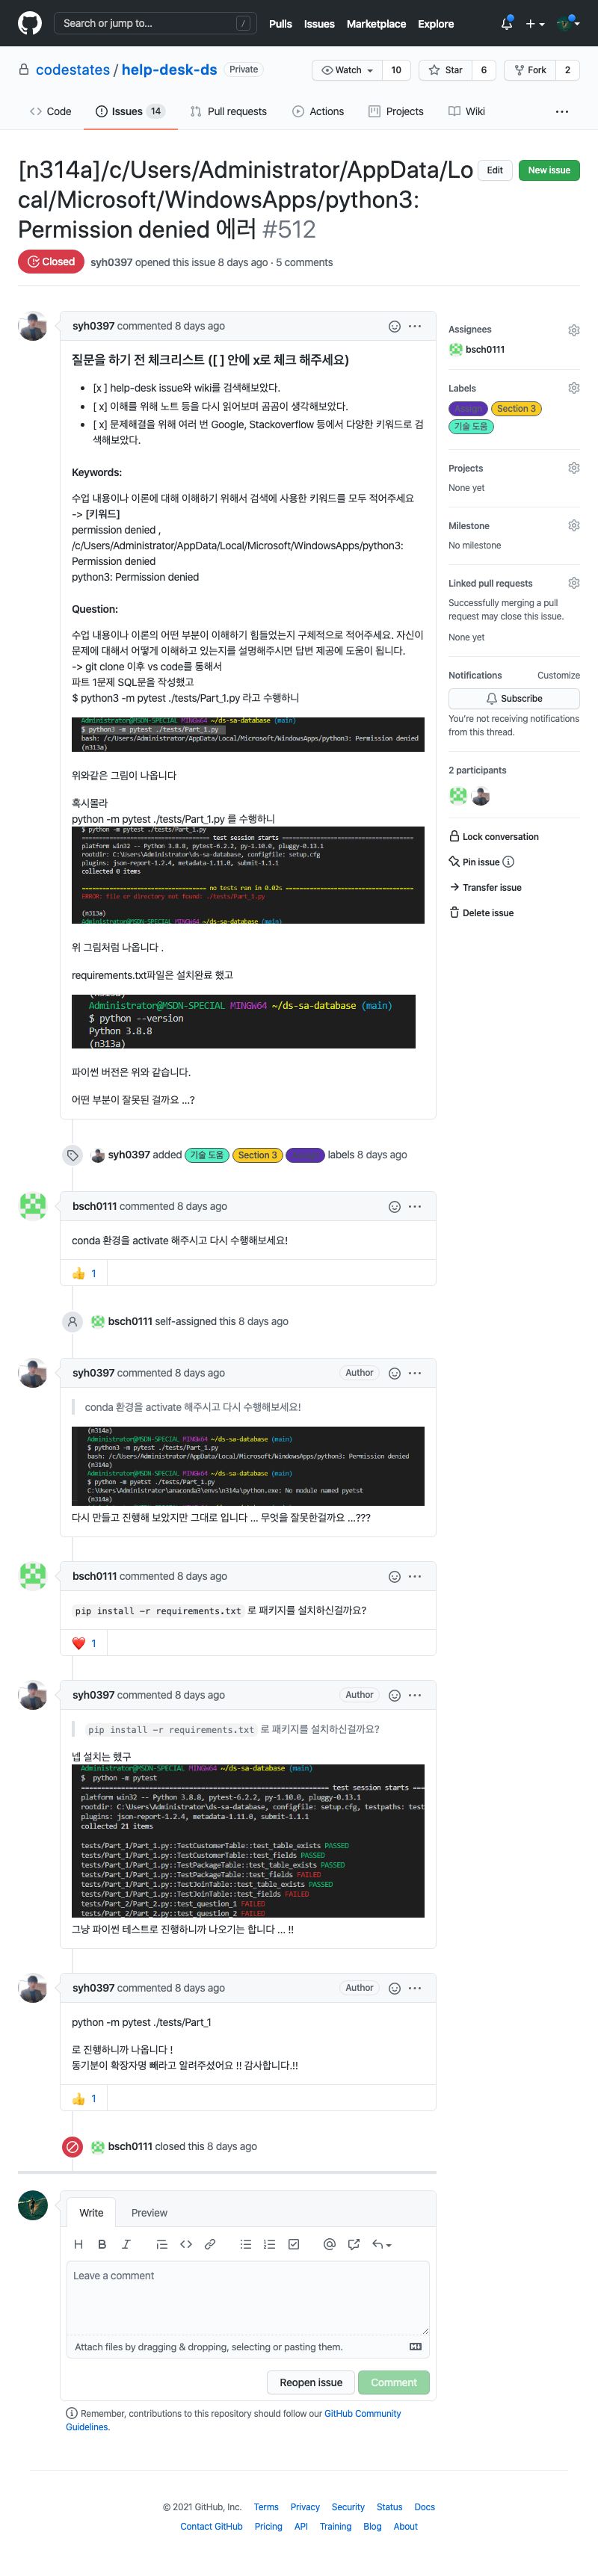 Search or jump to...
/
Pulls Issues Marketplace Explore
codestates / help-desk-ds Private
Watch 10 Star 6 Fork 2
Code Issues 14 Pull requests Actions Projects Wiki
[n314a]/c/Users/Administrator/AppData/Lo
cal/Microsoft/WindowsApps/python3:
Permission denied 에러 #512
Edit New issue
Closed syh0397 opened this issue 8 days ago · 5 comments
syh0397 commented 8 days ago
질문을 하기 전 체크리스트 ([ ] 안에 x로 체크 해주세요)
[x ] help-desk issue와 wiki를 검색해보았다.
[ x] 이해를 위해 노트 등을 다시 읽어보며 곰곰이 생각해보았다.
[ x] 문제해결을 위해 여러 번 Google, Stackoverflow 등에서 다양한 키워드로 검
색해보았다.
Keywords:
수업 내용이나 이론에 대해 이해하기 위해서 검색에 사용한 키워드를 모두 적어주세요
-> [키워드]
permission denied ,
/c/Users/Administrator/AppData/Local/Microsoft/WindowsApps/python3:
Permission denied
python3: Permission denied
Question:
수업 내용이나 이론의 어떤 부분이 이해하기 힘들었는지 구체적으로 적어주세요. 자신이
문제에 대해서 어떻게 이해하고 있는지를 설명해주시면 답변 제공에 도움이 됩니다.
-> git clone 이후 vs code를 통해서
파트 1문제 SQL문을 작성했고
$ python3 -m pytest ./tests/Part_1.py 라고 수행하니
Administrator@MSDN-SPECIAL MINGW64 ~/ds-sa-database (main)
$ python3 -m pytest ./tests/Part_1.py
bash: /c/Users/Administrator/AppData/Local/Microsoft/WindowsApps/python3: Permission denied
(n313a)
위와같은 그림이 나옵니다
혹시몰라
python -m pytest ./tests/Part_1.py 를 수행하니
$ python -m pytest ./tests/Part_1.py
============ test session starts ============
platform win32 -- Python 3.8.8, pytest-6.2.2, py-1.10.0, pluggy-0.13.1
rootdir: C:\Users\Administrator\ds-sa-database, configfile: setup.cfg
plugins: json-report-1.2.4, metadata-1.11.0, submit-1.1.1
collected 0 items
============ no tests run in 0.02s ============
ERROR: file or directory not found: ./tests/Part_1.py
(n313a)
Administrator@MSDN-SPECIAL MINGW64 ~/ds-sa-database (main)
위 그림처럼 나옵니다 .
requirements.txt파일은 설치완료 했고
(n313a)
Administrator@MSDN-SPECIAL MINGW64 ~/ds-sa-database (main)
$ python --version
Python 3.8.8
(n313a)
파이썬 버전은 위와 같습니다.
어떤 부분이 잘못된 걸까요 ...?
Assignees
bsch0111
Labels
Section 3
기술 도움
Projects
None yet
Milestone
No milestone
Linked pull requests
Successfully merging a pull
request may close this issue.
None yet
Notifications Customize
Subscribe
You're not receiving notifications
from this thread.
2 participants
Lock conversation
Pin issue
Transfer issue
Delete issue
syh0397 added 기술 도움 Section 3 labels 8 days ago
bsch0111 commented 8 days ago
conda 환경을 activate 해주시고 다시 수행해보세요!
1
bsch0111 self-assigned this 8 days ago
syh0397 commented 8 days ago Author
conda 환경을 activate 해주시고 다시 수행해보세요!
(n314a)
Administrator@MSDN-SPECIAL MINGW64 ~/ds-sa-database (main)
$ python3 -m pytest ./tests/Part_1.py
bash: /c/Users/Administrator/AppData/Local/Microsoft/WindowsApps/python3: Permission denied
(n314a)
Administrator@MSDN-SPECIAL MINGW64 ~/ds-sa-database (main)
$ python -m pyetst ./tests/Part_1.py
C:\Users\Administrator\anaconda3\envs\n314a\python.exe: No module named pyetst
(n314a)
다시 만들고 진행해 보았지만 그대로 입니다 ... 무엇을 잘못한걸까요 ...???
bsch0111 commented 8 days ago
pip install -r requirements.txt 로 패키지를 설치하신걸까요?
1
syh0397 commented 8 days ago Author
pip install -r requirements.txt 로 패키지를 설치하신걸까요?
넵 설치는 했구
Administrator@MSDN-SPECIAL MINGW64 ~/ds-sa-database (main)
$ python -m pytest
============ test session starts ===
platform win32 -- Python 3.8.8, pytest-6.2.2, py-1.10.0, pluggy-0.13.1
rootdir: C:\Users\Administrator\ds-sa-database, configfile: setup.cfg, testpaths: test
plugins: json-report-1.2.4, metadata-1.11.0, submit-1.1.1
collected 21 items
tests/Part_1/Part_1.py::TestCustomerTable::test_table_exists PASSED
tests/Part_1/Part_1.py::TestCustomerTable::test_fields PASSED
tests/Part_1/Part_1.py::TestPackageTable::test_table_exists PASSED
tests/Part_1/Part_1.py::TestPackageTable::test_fields FAILED
tests/Part_1/Part_1.py::TestJoinTable::test_table_exists PASSED
tests/Part_1/Part_1.py::TestJoinTable::test_fields FAILED
tests/Part_2/Part_2.py::test_question_1 FAILED
tests/Part_2/Part_2.py::test_question_2 FAILED
그냥 파이썬 테스트로 진행하니까 나오기는 합니다 ... !!
syh0397 commented 8 days ago Author
python -m pytest ./tests/Part_1
로 진행하니까 나옵니다 !
동기분이 확장자명 빼라고 알려주셨어요 !! 감사합니다.!!
1
bsch0111 closed this 8 days ago
Write Preview
Leave a comment
Attach files by dragging & dropping, selecting or pasting them.
Reopen issue Comment
Remember, contributions to this repository should follow our GitHub Community
Guidelines.
© 2021 GitHub, Inc. Terms Privacy Security Status Docs
Contact GitHub Pricing API Training Blog About